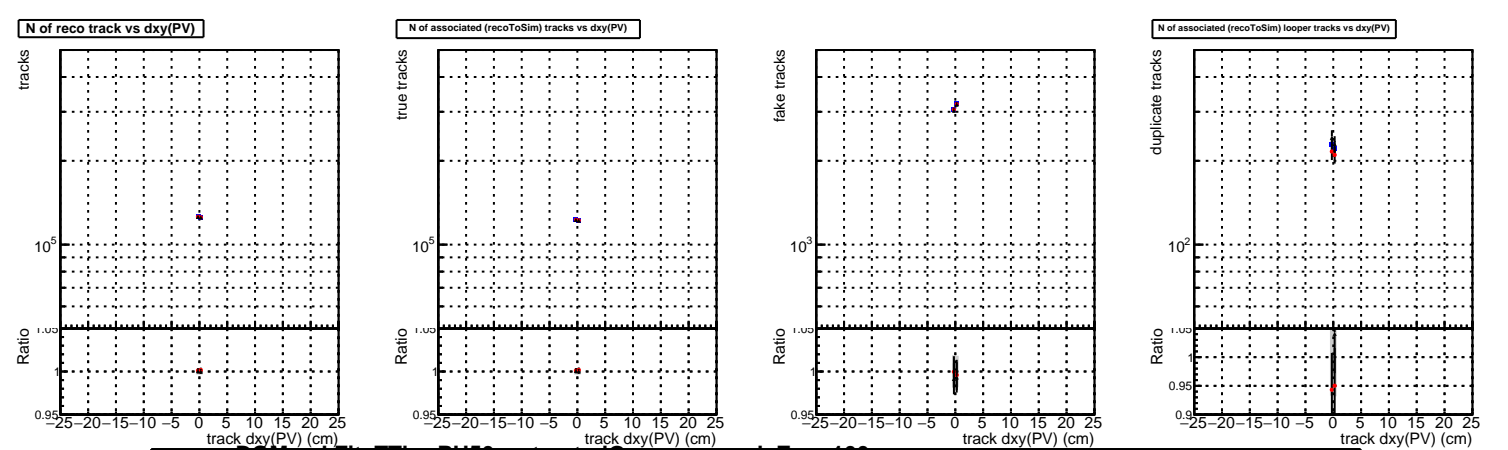 N of reco track vs dxy(PV)
tracks
10^5
Ratio
1.05
1
0.95
−25 −20 −15 −10 −5 0 5 10 15 20 25
track dxy(PV) (cm)
N of associated (recoToSim) tracks vs dxy(PV)
true tracks
10^5
Ratio
1.05
1
0.95
−25 −20 −15 −10 −5 0 5 10 15 20 25
track dxy(PV) (cm)
fake tracks
10^3
Ratio
1.05
1
0.95
−25 −20 −15 −10 −5 0 5 10 15 20 25
track dxy(PV) (cm)
N of associated (recoToSim) looper tracks vs dxy(PV)
duplicate tracks
10^2
Ratio
1.05
1
0.95
0.9
−25 −20 −15 −10 −5 0 5 10 15 20 25
track dxy(PV) (cm)